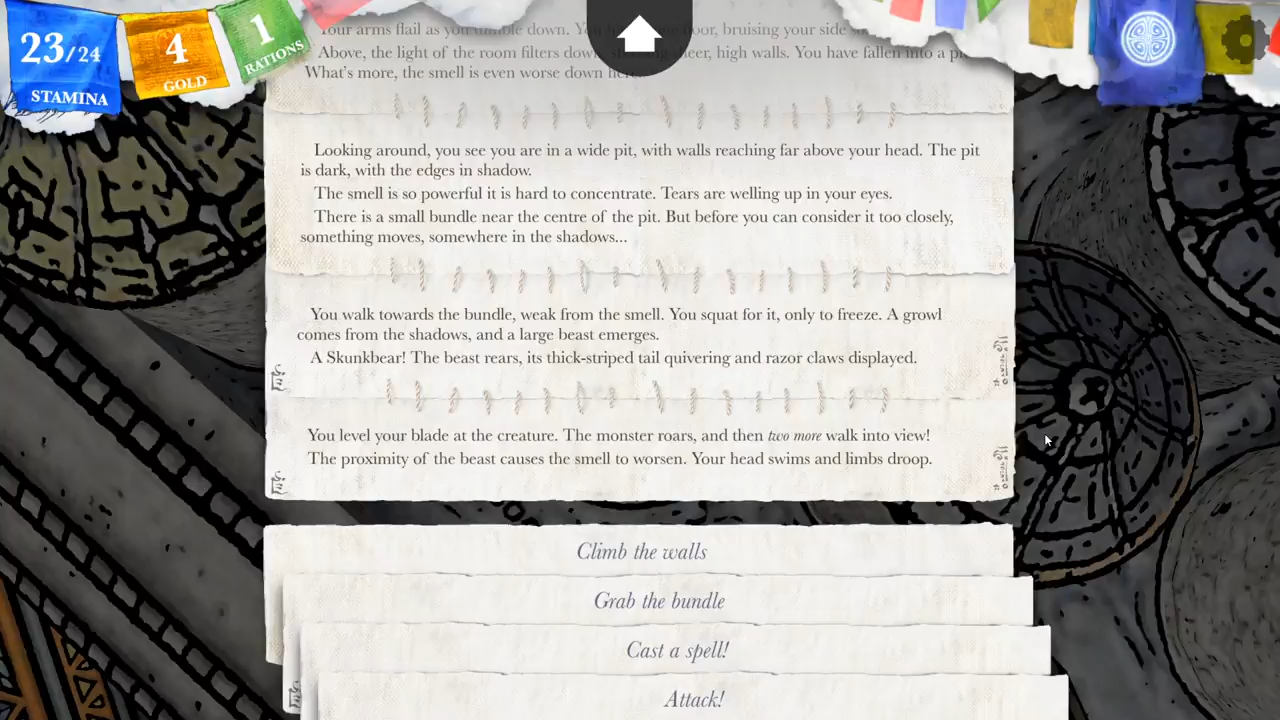 23/24
STAMINA
4
GOLD
1
RATIONS
Your arms flail as you down. You bruising your side
Above, the light of the room filters down, sheer, high walls. You have fallen into a
What's more, the smell is even worse down here.
Looking around, you see you are in a wide pit, with walls reaching far above your head. The pit
is dark, with the edges in shadow.
The smell is so powerful it is hard to concentrate. Tears are welling up in your eyes.
There is a small bundle near the centre of the pit. But before you can consider it too closely,
something moves, somewhere in the shadows...
You walk towards the bundle, weak from the smell. You squat for it, only to freeze. A growl
comes from the shadows, and a large beast emerges.
A Skunkbear! The beast rears, its thick-striped tail quivering and razor claws displayed.
You level your blade at the creature. The monster roars, and then two more walk into view!
The proximity of the beast causes the smell to worsen. Your head swims and limbs droop.
Climb the walls
Grab the bundle
Cast a spell!
Attack!